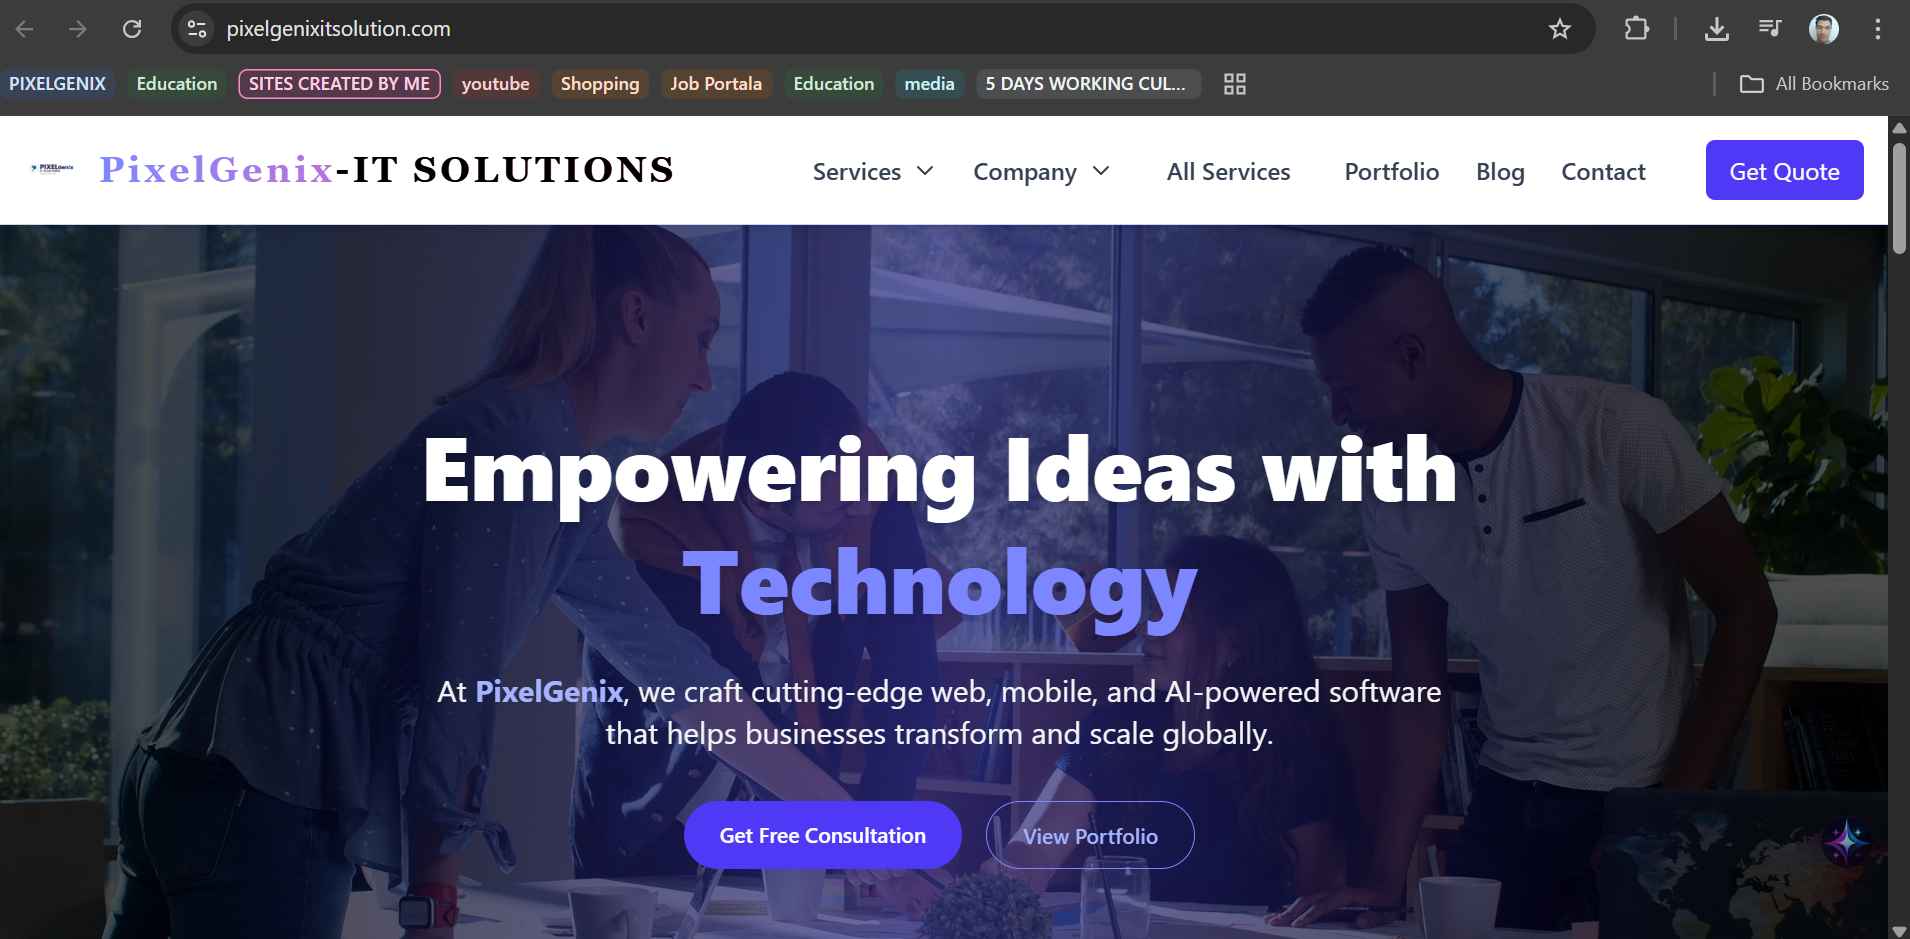 pixelgenixitsolution.com
PIXELGENIX Education SITES CREATED BY ME youtube Shopping Job Portala Education media 5 DAYS WORKING CUL... All Bookmarks
PIXELGenix
PixelGenix-IT SOLUTIONS Services Company All Services Portfolio Blog Contact Get Quote
Empowering Ideas with
Technology
At PixelGenix, we craft cutting-edge web, mobile, and AI-powered software
that helps businesses transform and scale globally.
Get Free Consultation View Portfolio